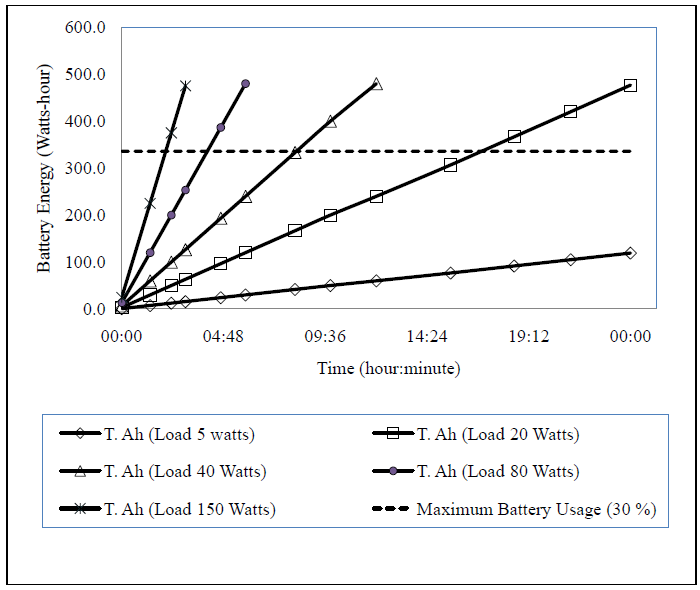 600.0
500.0
400.0
300.0
200.0
100.0
0.0
Battery Energy (Watts-hour)
00:00 04:48 09:36 14:24 19:12 00:00
Time (hour:minute)
T. Ah (Load 5 watts) T. Ah (Load 20 Watts)
T. Ah (Load 40 Watts) T. Ah (Load 80 Watts)
T. Ah (Load 150 Watts) Maximum Battery Usage (30 %)